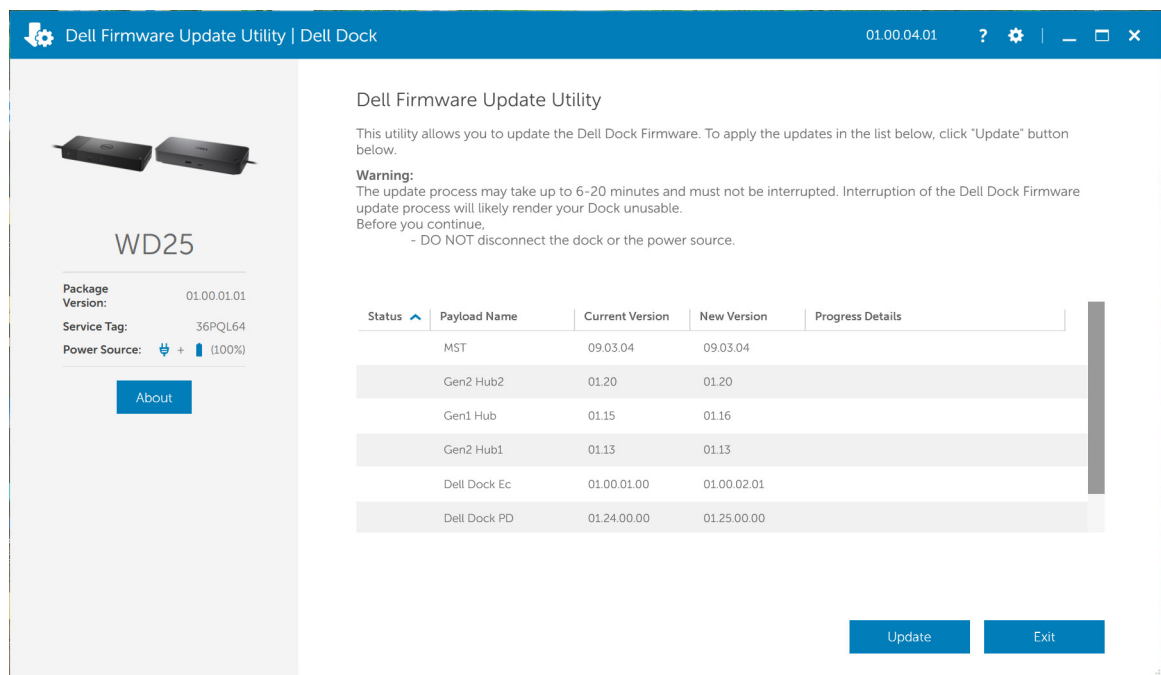 Dell Firmware Update Utility | Dell Dock
01.00.04.01
?
WD25
Package Version: 01.00.01.01
Service Tag: 36PQL64
Power Source: + (100%)
About
Dell Firmware Update Utility
This utility allows you to update the Dell Dock Firmware. To apply the updates in the list below, click "Update" button
below.
Warning:
The update process may take up to 6-20 minutes and must not be interrupted. Interruption of the Dell Dock Firmware
update process will likely render your Dock unusable.
Before you continue,
- DO NOT disconnect the dock or the power source.
Status Payload Name Current Version New Version Progress Details
MST 09.03.04 09.03.04
Gen2 Hub2 01.20 01.20
Gen1 Hub 01.15 01.16
Gen2 Hub1 01.13 01.13
Dell Dock Ec 01.00.01.00 01.00.02.01
Dell Dock PD 01.24.00.00 01.25.00.00
Update Exit